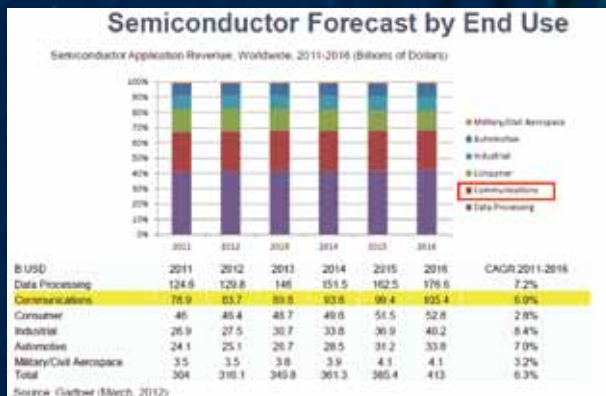 Semiconductor Forecast by End Use
Semiconductor Application Revenue, Worldwide, 2011-2016 (Billions of Dollars)
100%
90%
80%
70%
60%
50%
40%
30%
20%
10%
0%
2011 2012 2013 2014 2015 2016
Military/Civil Aerospace
Automotive
Industrial
Consumer
Communications
Data Processing
B USD 2011 2012 2013 2014 2015 2016 CAGR 2011-2016
Data Processing 124.6 129.8 146 151.5 162.5 176.6 7.2%
Communications 78.9 83.7 89.8 93.8 99.4 105.4 6.0%
Consumer 46 46.4 48.7 49.8 51.5 52.8 2.8%
Industrial 26.9 27.5 30.7 33.8 36.9 40.2 8.4%
Automotive 24.1 25.1 26.7 28.5 31.2 33.8 7.0%
Military/Civil Aerospace 3.5 3.5 3.8 3.9 4.1 4.1 3.2%
Total 304 316.1 345.8 361.3 385.4 413 6.3%
Source: Gartner (March, 2012)